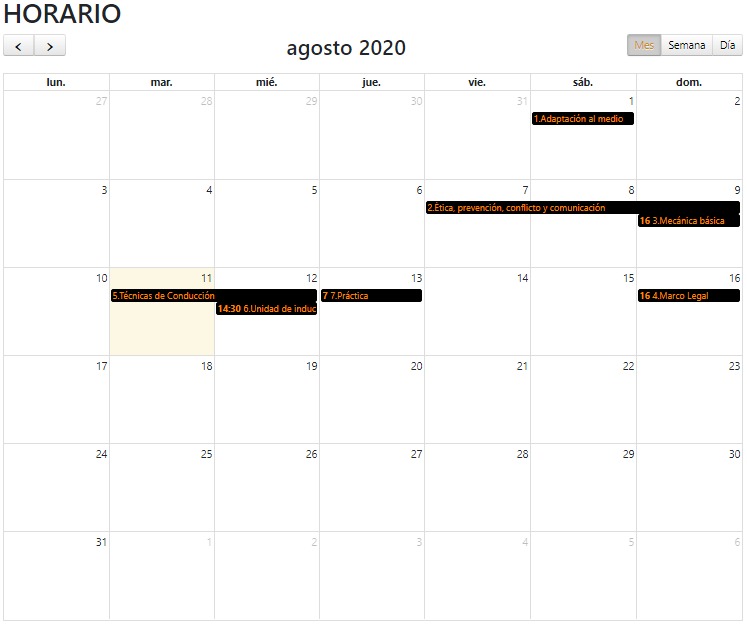 HORARIO
agosto 2020
Mes Semana Día
lun. mar. mié. jue. vie. sáb. dom.
27 28 29 30 31 1 2
1.Adaptación al medio
3 4 5 6 7 8 9
2.Ética, prevención, conflicto y comunicación
16 3.Mecánica básica
10 11 12 13 14 15 16
5.Técnicas de Conducción 7 7.Práctica 16 4.Marco Legal
14:30 6.Unidad de induc
17 18 19 20 21 22 23
24 25 26 27 28 29 30
31 1 2 3 4 5 6